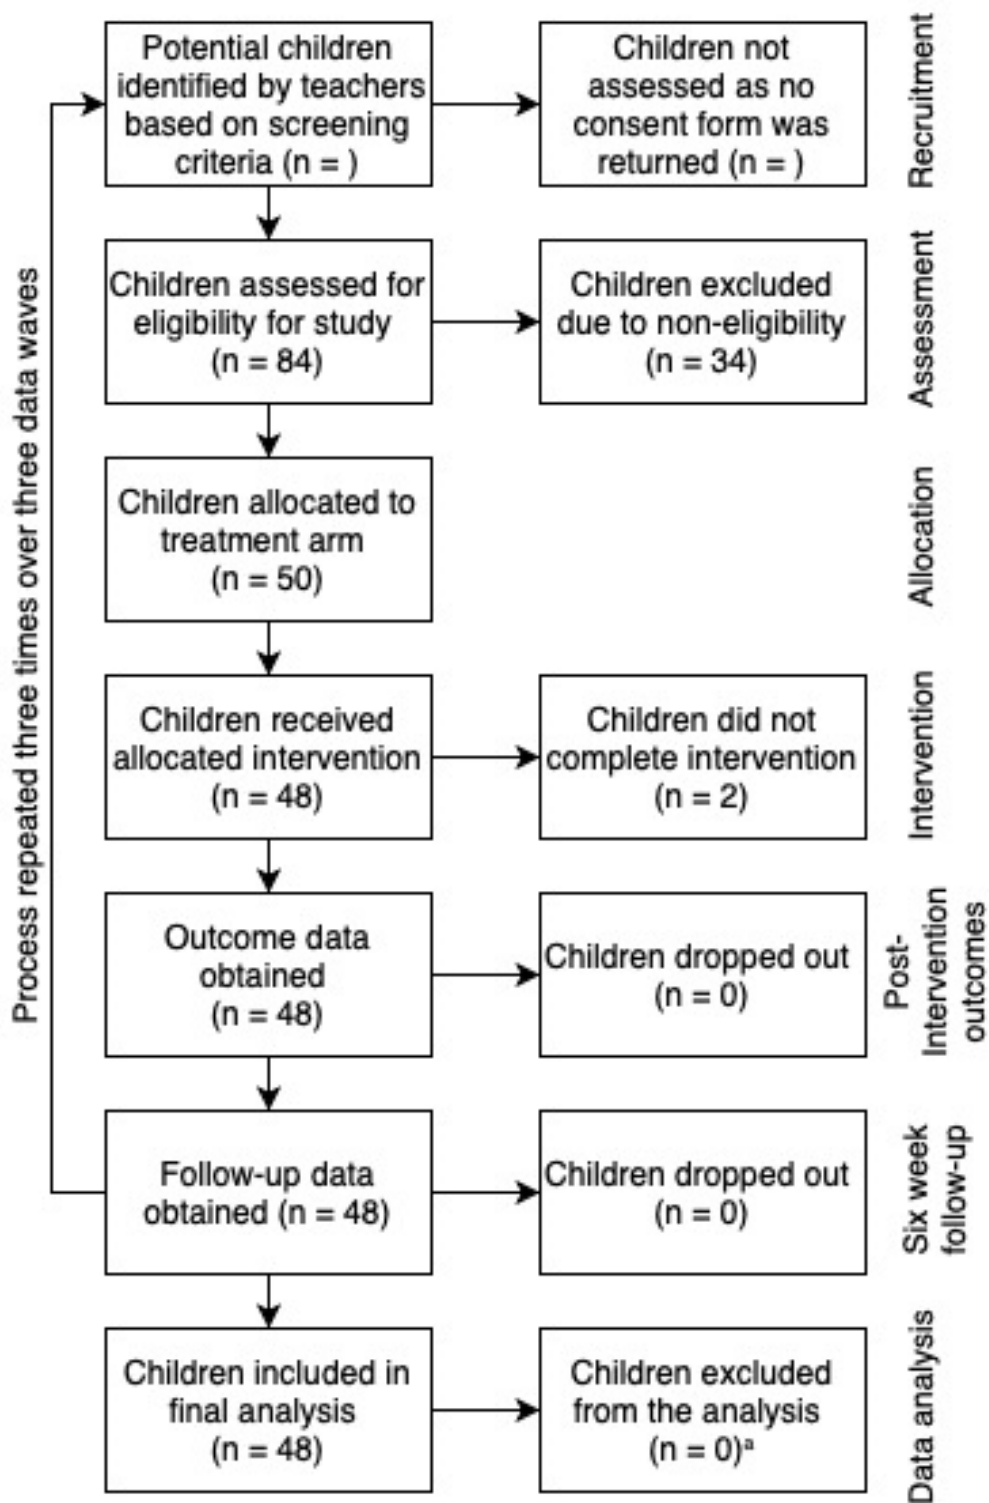 Potential children
identified by teachers
based on screening
criteria (n = )
Children not
assessed as no
consent form was
returned (n = )
Recruitment
Children assessed for
eligibility for study
(n = 84)
Children excluded
due to non-eligibility
(n = 34)
Assessment
Process repeated three times over three data waves
Children allocated to
treatment arm
(n = 50)
Allocation
Children received
allocated intervention
(n = 48)
Children did not
complete intervention
(n = 2)
Intervention
Outcome data
obtained
(n = 48)
Children dropped out
(n = 0)
Post-
Intervention
outcomes
Follow-up data
obtained (n = 48)
Children dropped out
(n = 0)
Six week
follow-up
Children included in
final analysis
(n = 48)
Children excluded
from the analysis
(n = 0)ᵃ
Data analysis